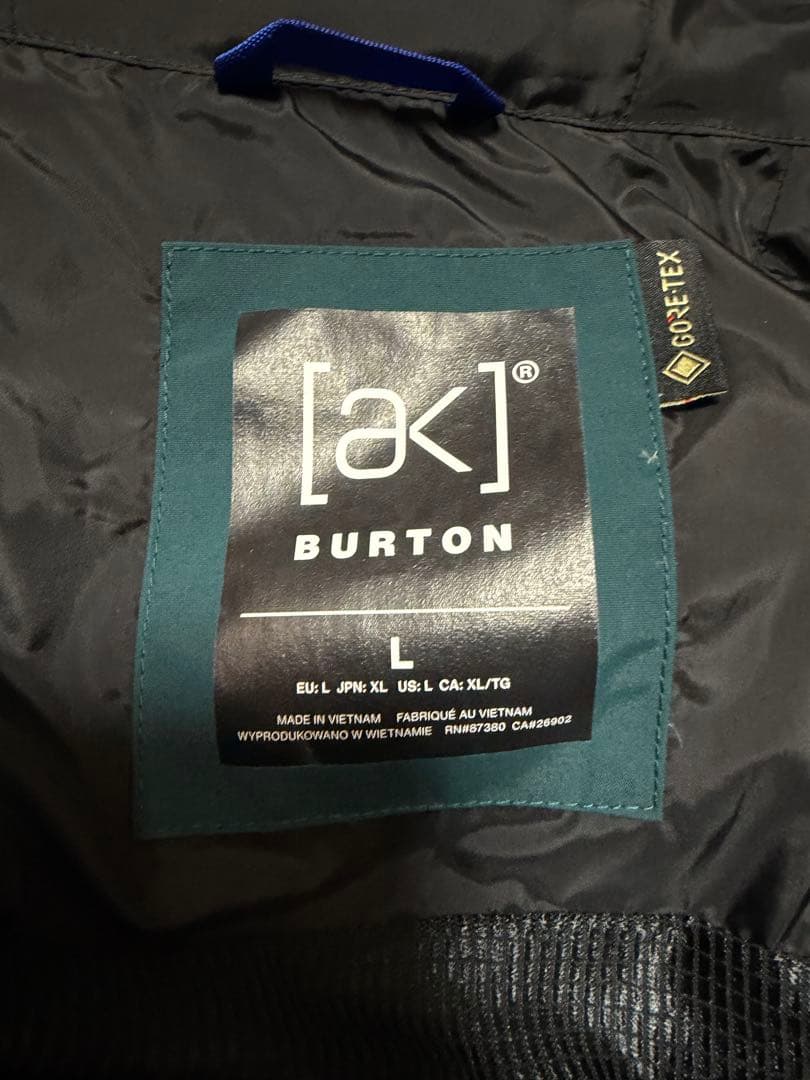 [ak]®
BURTON
L
EU: L JPN: XL US: L CA: XL/TG
MADE IN VIETNAM FABRIQUÉ AU VIETNAM
WYPRODUKOWANO W WIETNAMIE RN#87380 CA#26902
GORE-TEX